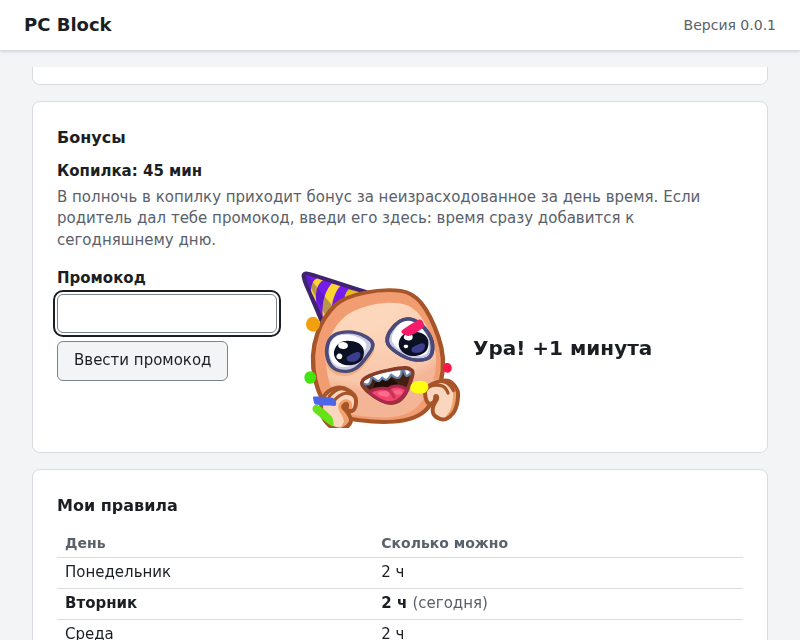 PC Block
Версия 0.0.1
Бонусы
Копилка: 45 мин
В полночь в копилку приходит бонус за неизрасходованное за день время. Если
родитель дал тебе промокод, введи его здесь: время сразу добавится к
сегодняшнему дню.
Промокод
Ввести промокод
Ура! +1 минута
Мои правила
День Сколько можно
Понедельник 2 ч
Вторник 2 ч (сегодня)
Среда 2 ч